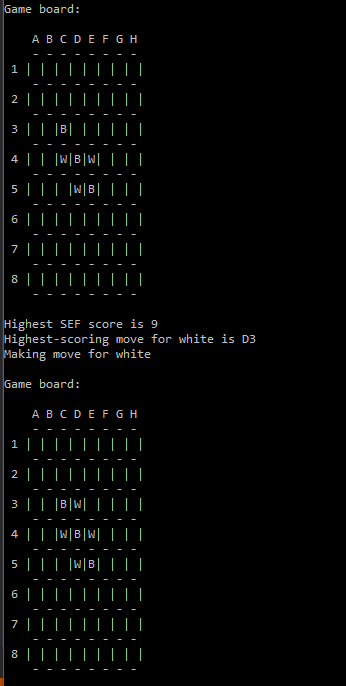 Game board:
A B C D E F G H
- - - - - - - -
1 | | | | | | | | |
- - - - - - - -
2 | | | | | | | | |
- - - - - - - -
3 | | |B| | | | | |
- - - - - - - -
4 | | |W|B|W| | | |
- - - - - - - -
5 | | | |W|B| | | |
- - - - - - - -
6 | | | | | | | | |
- - - - - - - -
7 | | | | | | | | |
- - - - - - - -
8 | | | | | | | | |
- - - - - - - -
Highest SEF score is 9
Highest-scoring move for white is D3
Making move for white
Game board:
A B C D E F G H
- - - - - - - -
1 | | | | | | | | |
- - - - - - - -
2 | | | | | | | | |
- - - - - - - -
3 | | |B|W| | | | |
- - - - - - - -
4 | | |W|B|W| | | |
- - - - - - - -
5 | | | |W|B| | | |
- - - - - - - -
6 | | | | | | | | |
- - - - - - - -
7 | | | | | | | | |
- - - - - - - -
8 | | | | | | | | |
- - - - - - - -